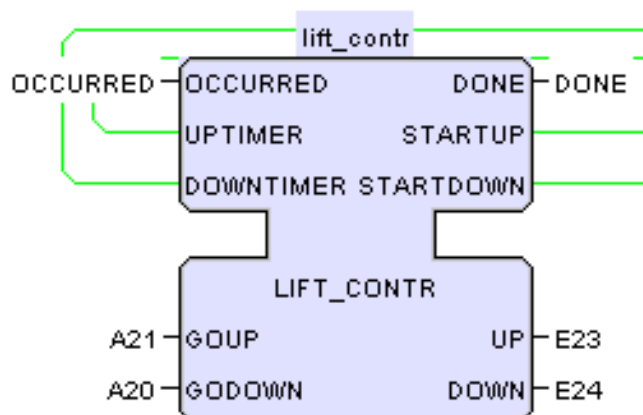 lift_contr
OCCURRED OCCURRED DONE DONE
UPTIMER STARTUP
DOWNTIMER STARTDOWN
LIFT_CONTR
A21 GOUP UP E23
A20 GODOWN DOWN E24